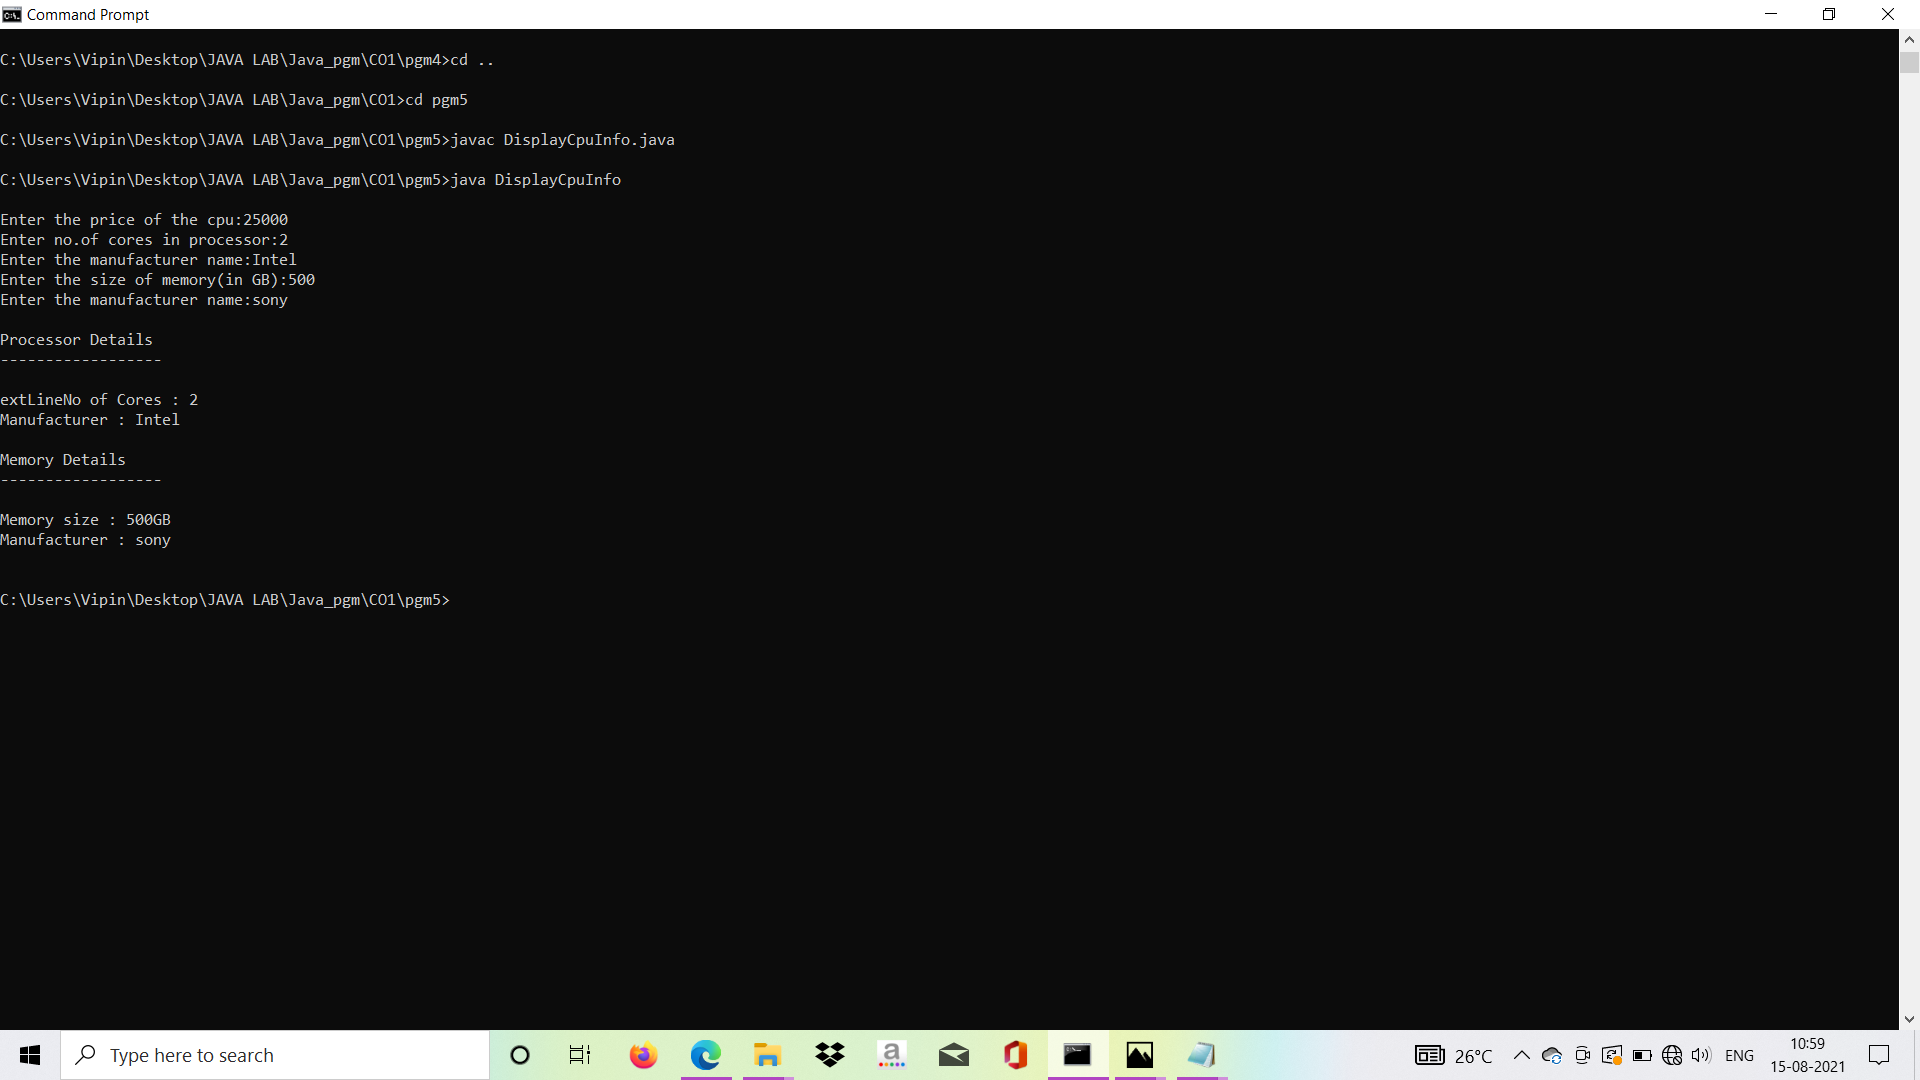 Command Prompt
C:\Users\Vipin\Desktop\JAVA LAB\Java_pgm\CO1\pgm4>cd ..
C:\Users\Vipin\Desktop\JAVA LAB\Java_pgm\CO1>cd pgm5
C:\Users\Vipin\Desktop\JAVA LAB\Java_pgm\CO1\pgm5>javac DisplayCpuInfo.java
C:\Users\Vipin\Desktop\JAVA LAB\Java_pgm\CO1\pgm5>java DisplayCpuInfo
Enter the price of the cpu:25000
Enter no.of cores in processor:2
Enter the manufacturer name:Intel
Enter the size of memory(in GB):500
Enter the manufacturer name:sony
Processor Details
------------------
extLineNo of Cores : 2
Manufacturer : Intel
Memory Details
------------------
Memory size : 500GB
Manufacturer : sony
C:\Users\Vipin\Desktop\JAVA LAB\Java_pgm\CO1\pgm5>
Type here to search
26°C
ENG
10:59
15-08-2021